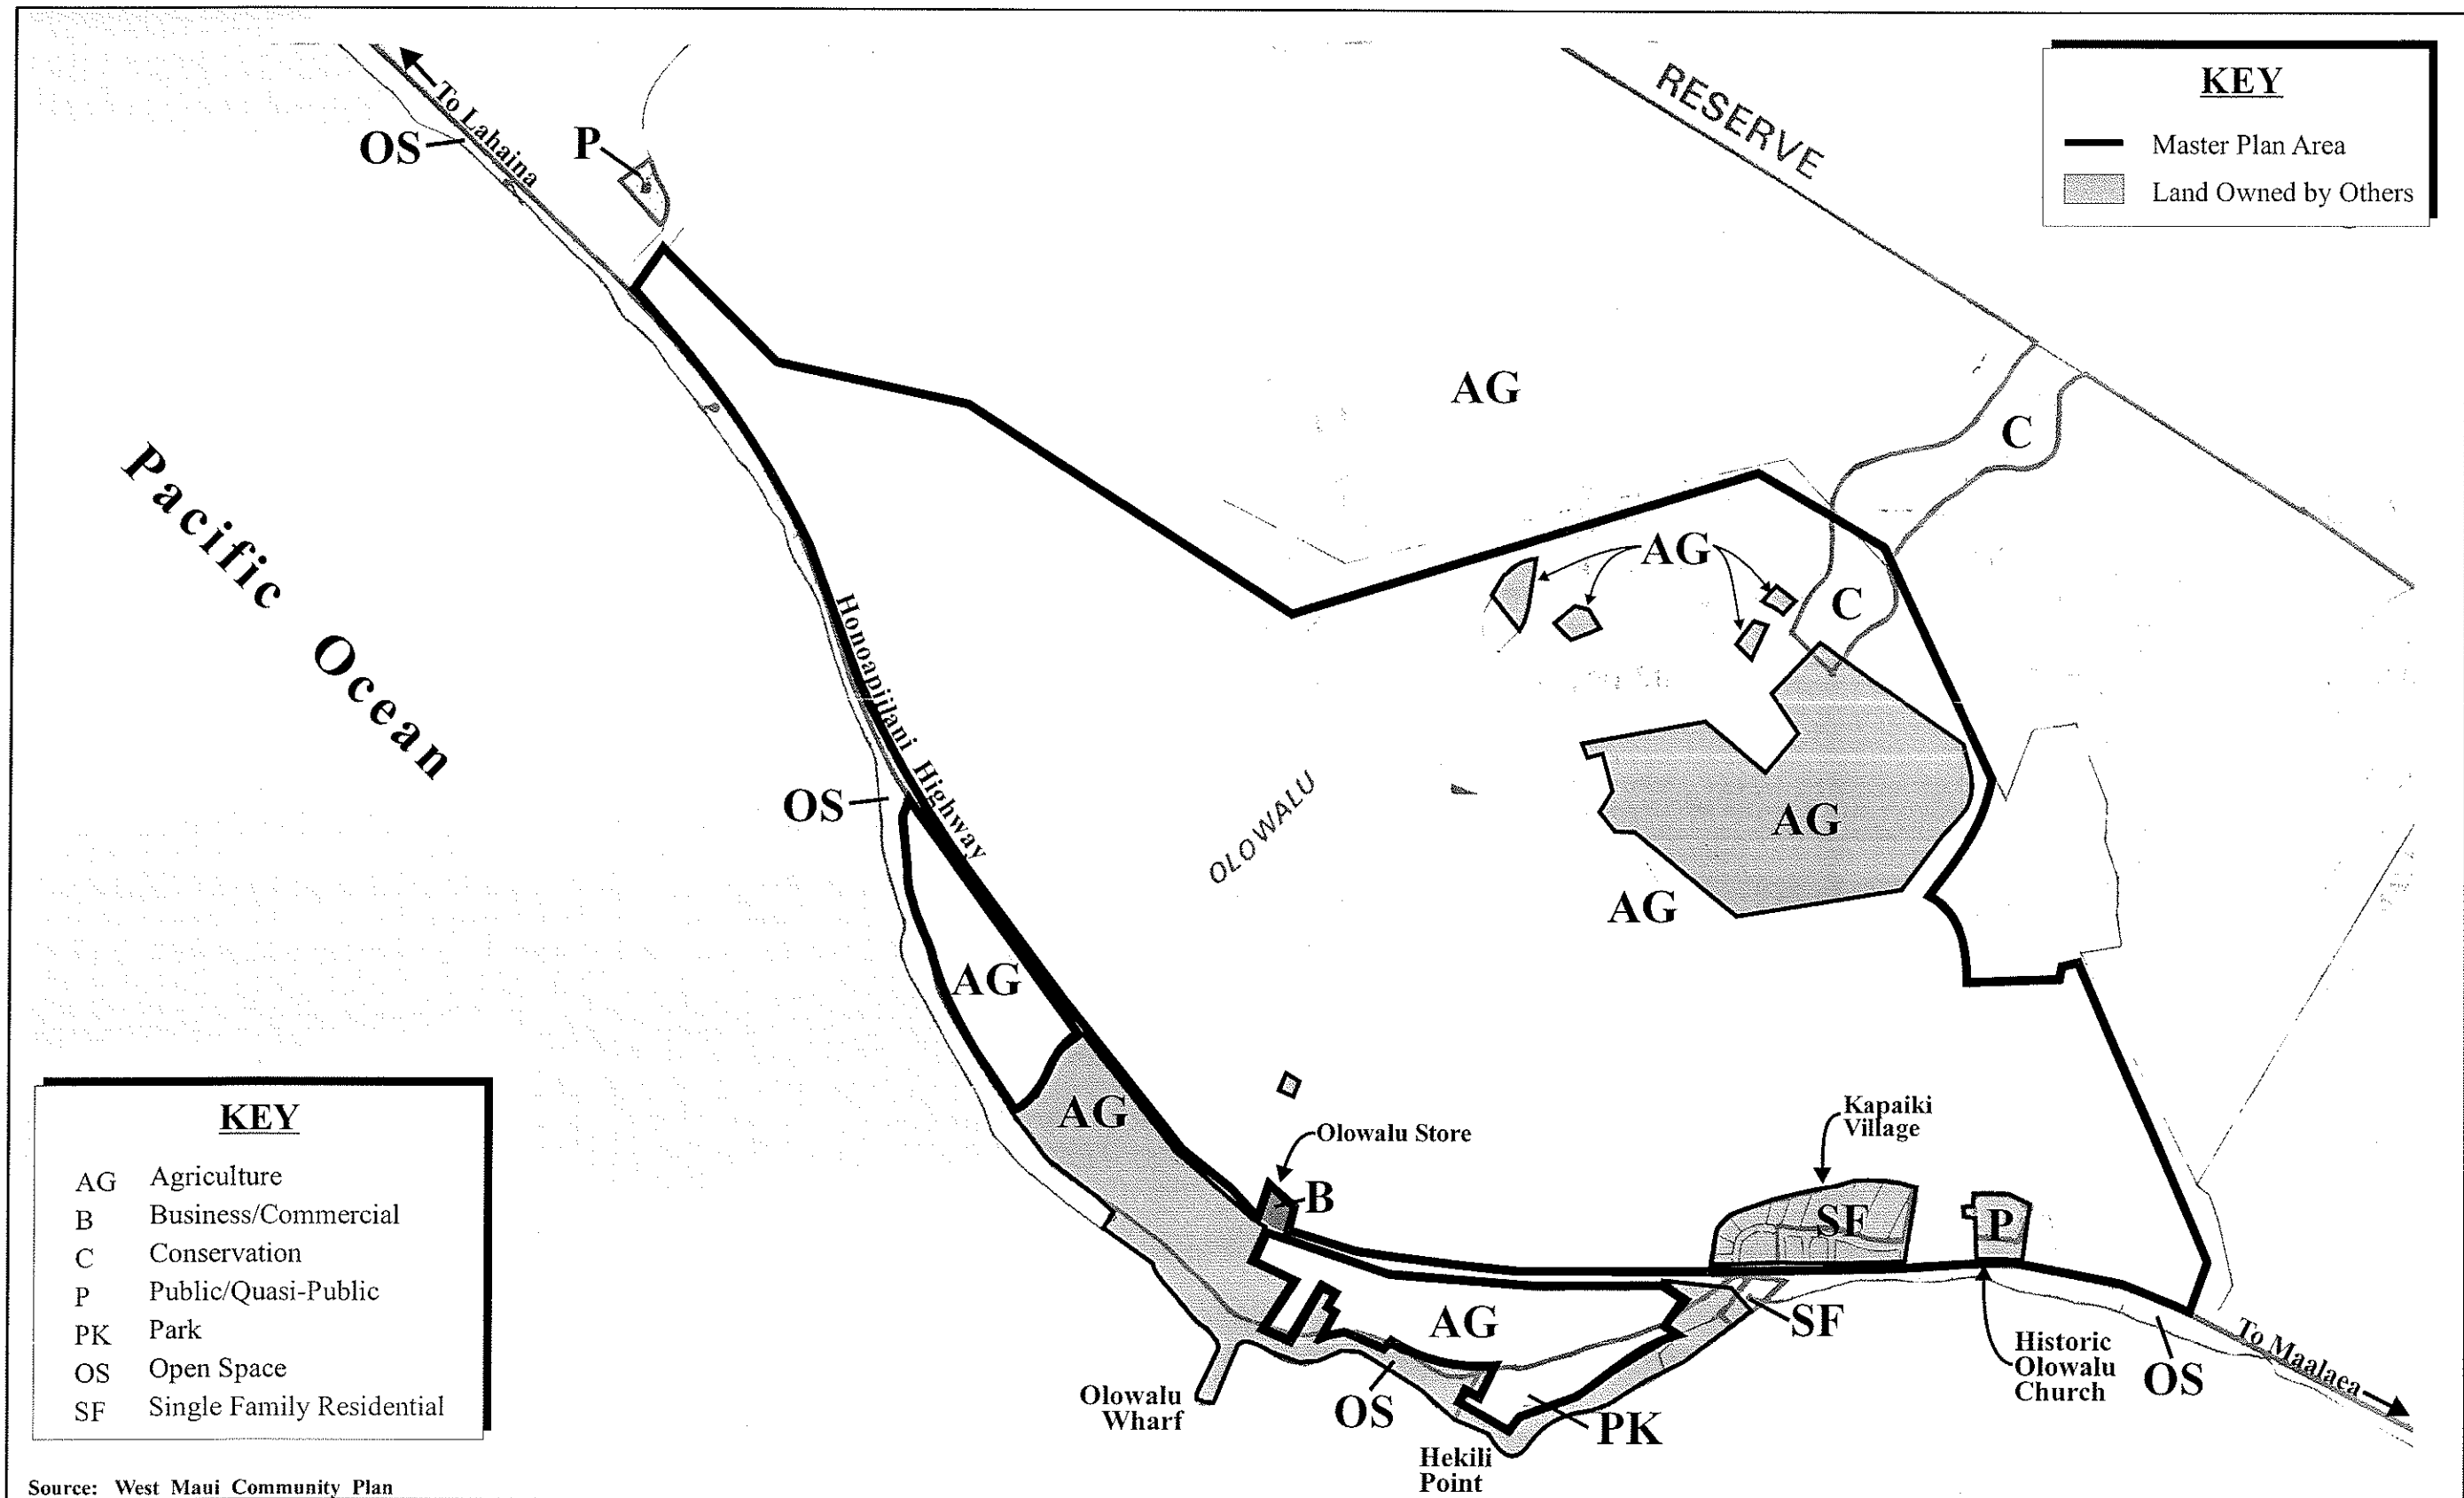 To Lahaina
OS
P
RESERVE
KEY
Master Plan Area
Land Owned by Others
AG
C
Pacific Ocean
AG
C
Honoapiilani Highway
OS
OLOWALU
AG
AG
AG
AG
Olowalu Store
B
Kapaiki
Village
SF
P
AG
SF
Historic
Olowalu
Church
OS
To Maalaea
Olowalu
Wharf
OS
PK
Hekili
Point
KEY
AG Agriculture
B Business/Commercial
C Conservation
P Public/Quasi-Public
PK Park
OS Open Space
SF Single Family Residential
Source: West Maui Community Plan